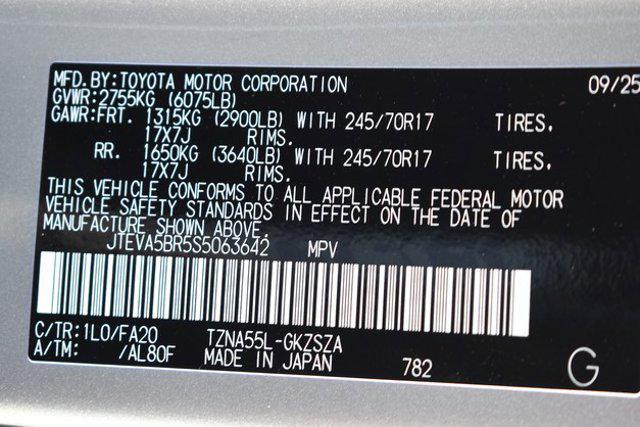 MFD.BY:TOYOTA MOTOR CORPORATION 09/25
GVWR:2755KG (6075LB)
GAWR:FRT. 1315KG (2900LB) WITH 245/70R17 TIRES.
17X7J RIMS.
RR. 1650KG (3640LB) WITH 245/70R17 TIRES.
17X7J RIMS.
THIS VEHICLE CONFORMS TO ALL APPLICABLE FEDERAL MOTOR
VEHICLE SAFETY STANDARDS IN EFFECT ON THE DATE OF
MANUFACTURE SHOWN ABOVE.
JTEVA5BR5S5063642 MPV
C/TR:1L0/FA20 TZNA55L-GKZSZA
A/TM: /AL80F MADE IN JAPAN 782 G